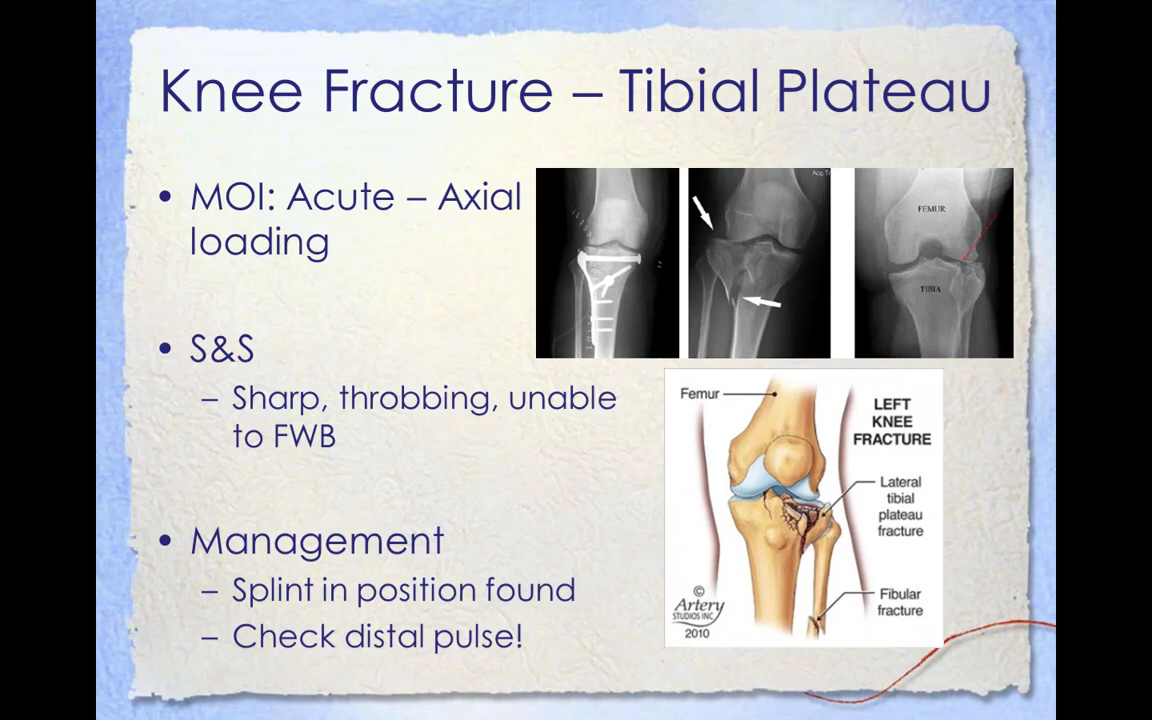 Knee Fracture – Tibial Plateau
• MOI: Acute – Axial
loading
• S&S
– Sharp, throbbing, unable
to FWB
• Management
– Splint in position found
– Check distal pulse!
FEMUR
TIBIA
Femur
LEFT
KNEE
FRACTURE
Lateral
tibial
plateau
fracture
Fibular
fracture
©
Artery
STUDIOS INC
2010